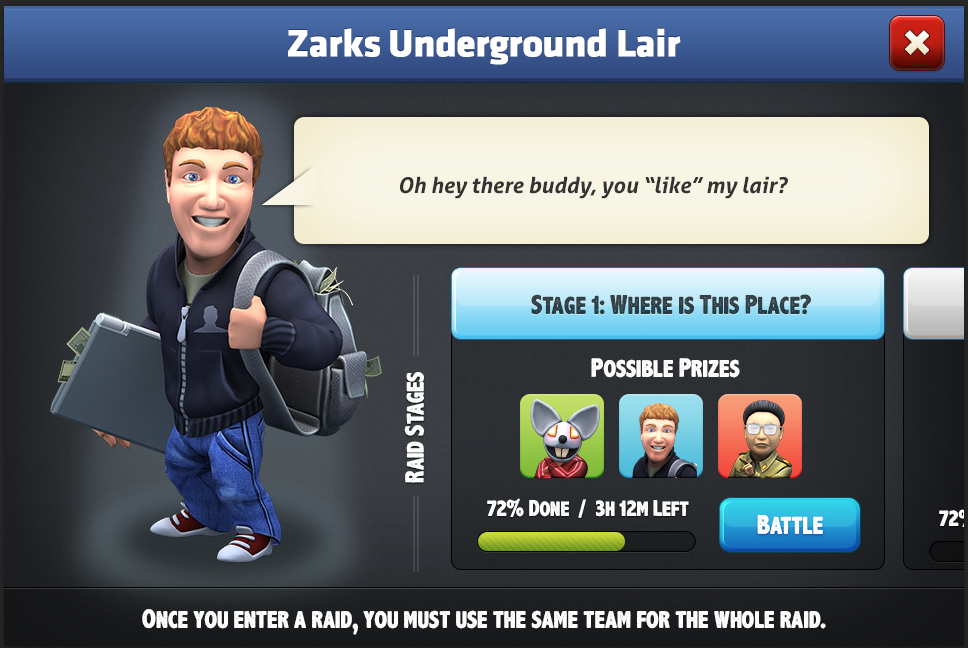 Zarks Underground Lair
Oh hey there buddy, you “like” my lair?
RAID STAGES
STAGE 1: WHERE IS THIS PLACE?
POSSIBLE PRIZES
72% DONE / 3H 12M LEFT
BATTLE
72%
ONCE YOU ENTER A RAID, YOU MUST USE THE SAME TEAM FOR THE WHOLE RAID.